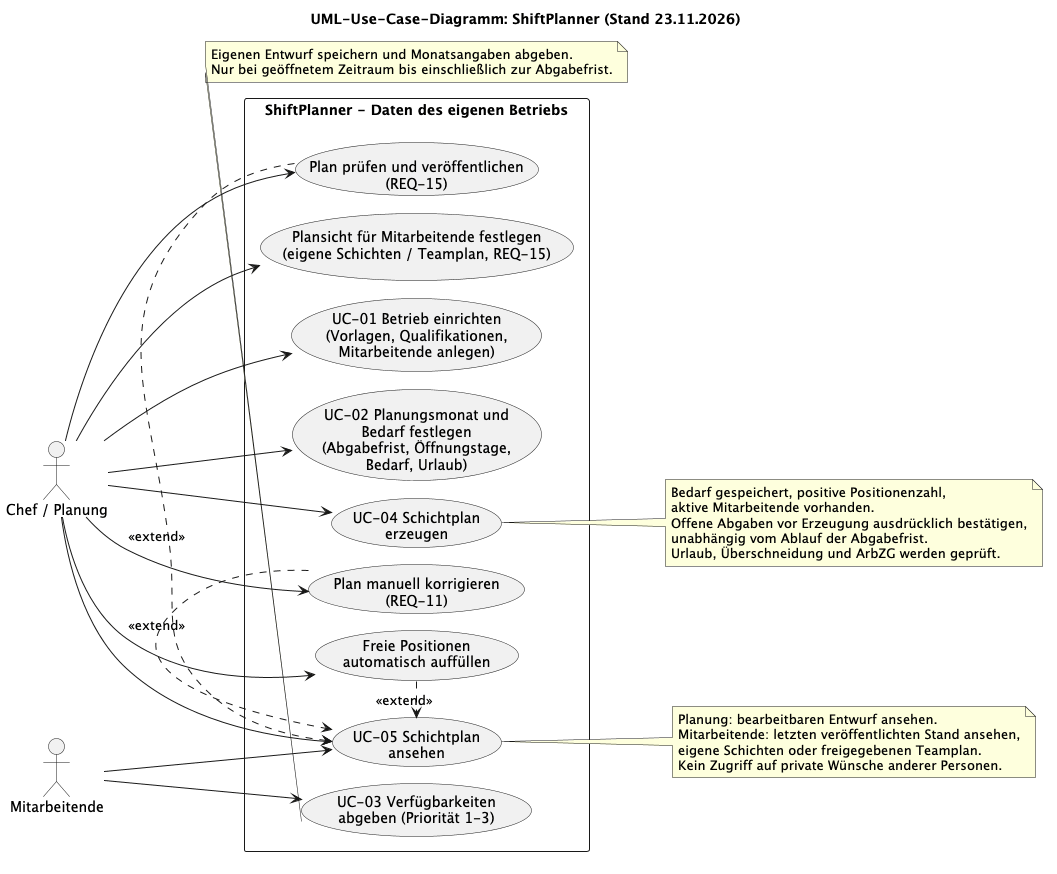 UML-Use-Case-Diagramm: ShiftPlanner (Stand 23.11.2026)
Eigenen Entwurf speichern und Monatsangaben abgeben.
Nur bei geöffnetem Zeitraum bis einschließlich zur Abgabefrist.
ShiftPlanner - Daten des eigenen Betriebs
Plan prüfen und veröffentlichen
(REQ-15)
Plansicht für Mitarbeitende festlegen
(eigene Schichten / Teamplan, REQ-15)
UC-01 Betrieb einrichten
(Vorlagen, Qualifikationen,
Mitarbeitende anlegen)
UC-02 Planungsmonat und
Bedarf festlegen
(Abgabefrist, Öffnungstage,
Bedarf, Urlaub)
Chef / Planung
UC-04 Schichtplan
erzeugen
Bedarf gespeichert, positive Positionenzahl,
aktive Mitarbeitende vorhanden.
Offene Abgaben vor Erzeugung ausdrücklich bestätigen,
unabhängig vom Ablauf der Abgabefrist.
Urlaub, Überschneidung und ArbZG werden geprüft.
«extend»
Plan manuell korrigieren
(REQ-11)
«extend»
Freie Positionen
automatisch auffüllen
«extend»
UC-05 Schichtplan
ansehen
Planung: bearbeitbaren Entwurf ansehen.
Mitarbeitende: letzten veröffentlichten Stand ansehen,
eigene Schichten oder freigegebenen Teamplan.
Kein Zugriff auf private Wünsche anderer Personen.
Mitarbeitende
UC-03 Verfügbarkeiten
abgeben (Priorität 1-3)